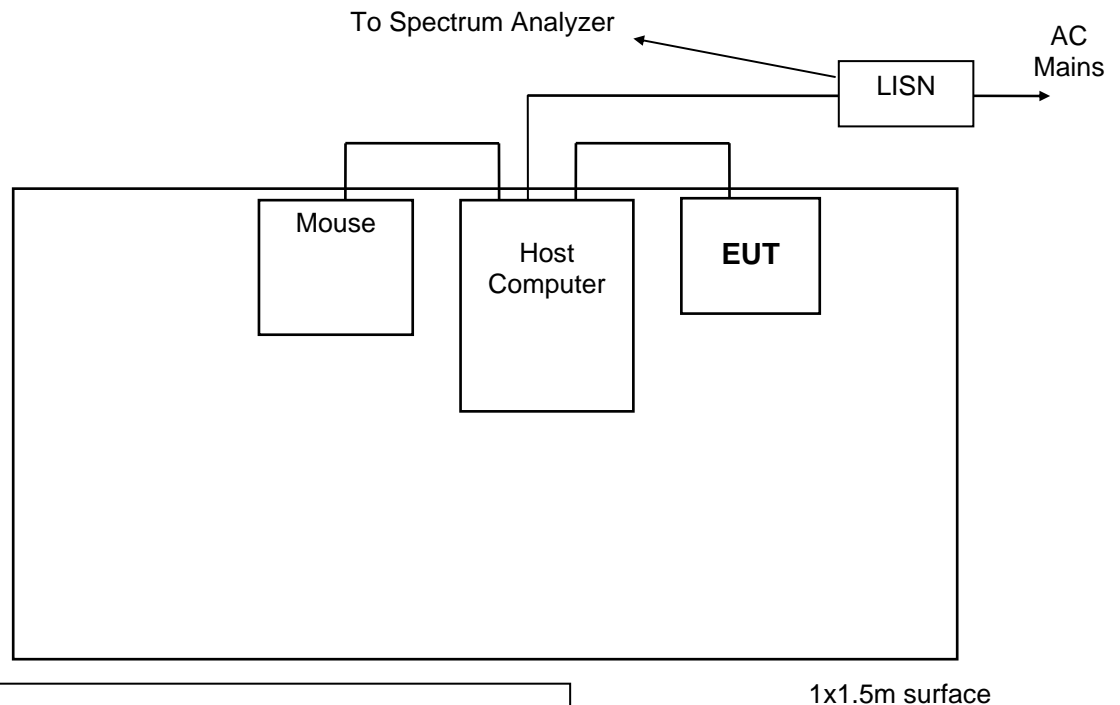 To Spectrum Analyzer
AC
Mains
LISN
Mouse
Host
Computer
EUT
1x1.5m surface